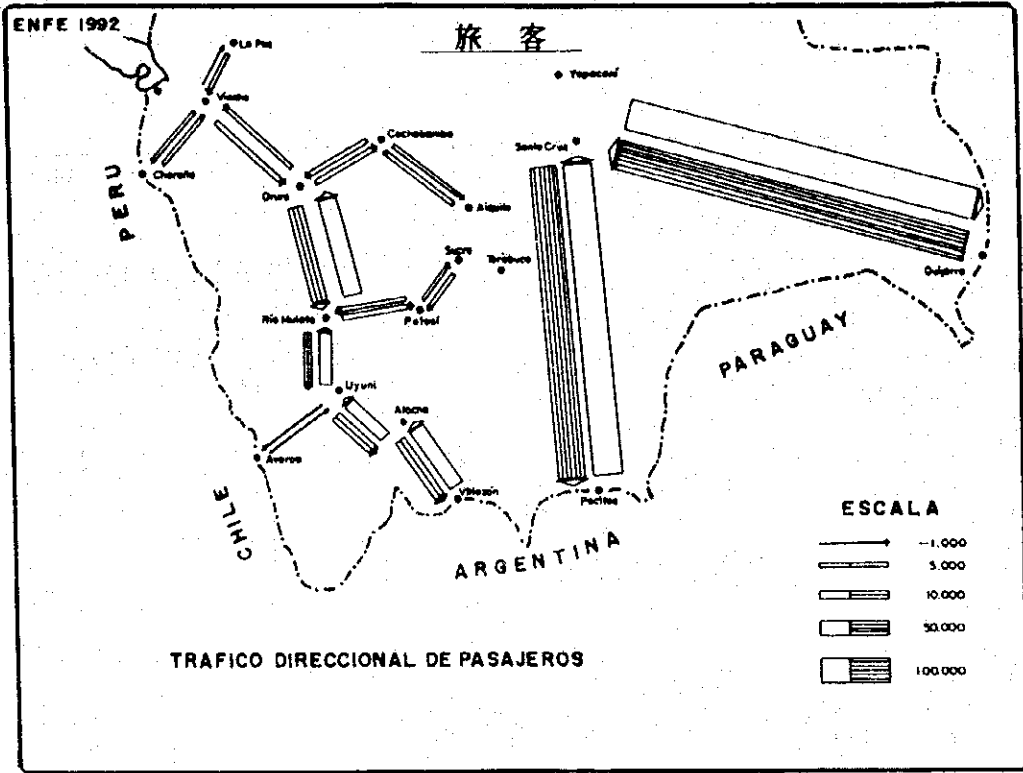 ENFE 1992
旅客
La Paz
Viacha
Charaña
Oruro
Cochabamba
Aiquile
Yapacaní
Santa Cruz
Quijarro
Sucre
Tarabuco
Potosí
Río Mulato
Uyuni
Atocha
Avaroa
Villazón
Pocitos
PERU
CHILE
ARGENTINA
PARAGUAY
ESCALA
-1.000
5.000
10.000
50.000
100.000
TRAFICO DIRECCIONAL DE PASAJEROS